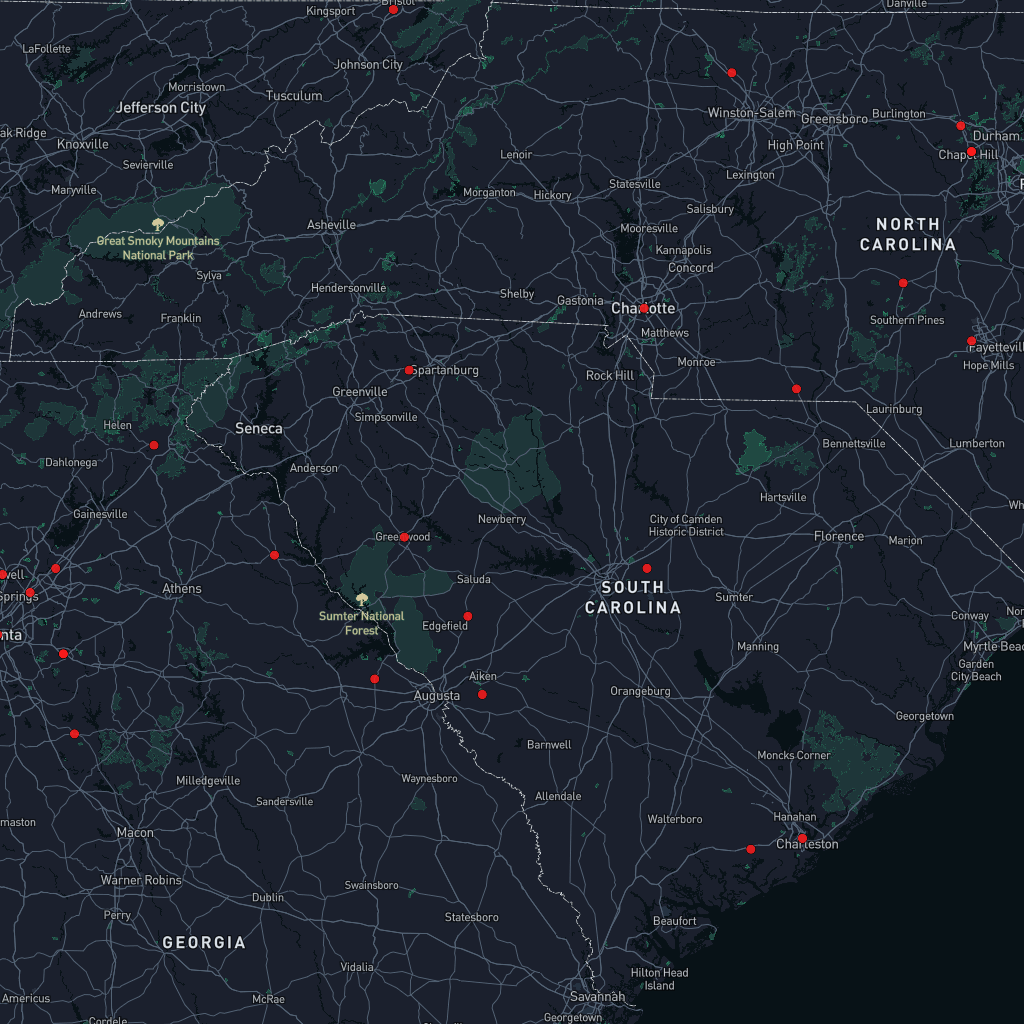 Bristol
Kingsport
Danville
LaFollette
Johnson City
Morristown
Tusculum
Jefferson City
Winston-Salem
Greensboro
Burlington
Oak Ridge
Knoxville
Durham
High Point
Chapel Hill
Lenoir
Sevierville
Lexington
Maryville
Morganton
Hickory
Statesville
Salisbury
Asheville
Mooresville
NORTH
CAROLINA
Great Smoky Mountains
National Park
Kannapolis
Concord
Sylva
Hendersonville
Shelby
Gastonia
Charlotte
Andrews
Franklin
Southern Pines
Matthews
Fayetteville
Monroe
Hope Mills
Spartanburg
Rock Hill
Greenville
Laurinburg
Simpsonville
Helen
Seneca
Bennettsville
Lumberton
Dahlonega
Anderson
Hartsville
Wh
Gainesville
Newberry
City of Camden
Historic District
Greenwood
Florence
Marion
well
Saluda
Athens
Springs
SOUTH
CAROLINA
Sumter
Sumter National
Forest
Conway
Nor
Edgefield
nta
Manning
Myrtle Beac
Garden
City Beach
Aiken
Augusta
Orangeburg
Georgetown
Barnwell
Moncks Corner
Milledgeville
Waynesboro
Sandersville
Allendale
maston
Macon
Walterboro
Hanahan
Charleston
Warner Robins
Swainsboro
Dublin
Perry
Statesboro
Beaufort
GEORGIA
Vidalia
Hilton Head
Island
Americus
McRae
Savannah
Cordele
Georgetown